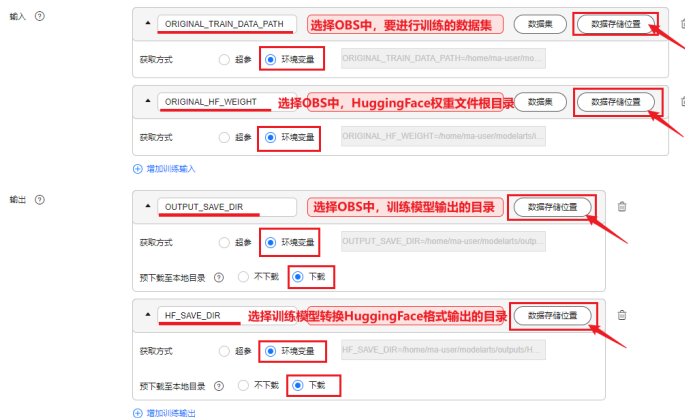 输入 ?
ORIGINAL_TRAIN_DATA_PATH 选择OBS中，要进行训练的数据集 数据集 数据存储位置
获取方式 超参 环境变量 ORIGINAL_TRAIN_DATA_PATH=/home/ma-user/mo...
ORIGINAL_HF_WEIGHT 选择OBS中，HuggingFace权重文件根目录 数据集 数据存储位置
获取方式 超参 环境变量 ORIGINAL_HF_WEIGHT=/home/ma-user/modelarts/i...
增加训练输入
输出 ?
OUTPUT_SAVE_DIR 选择OBS中，训练模型输出的目录 数据存储位置
获取方式 超参 环境变量 OUTPUT_SAVE_DIR=/home/ma-user/modelarts/outp...
预下载至本地目录 ? 不下载 下载
HF_SAVE_DIR 选择训练模型转换HuggingFace格式输出的目录 数据存储位置
获取方式 超参 环境变量 HF_SAVE_DIR=/home/ma-user/modelarts/outputs/H...
预下载至本地目录 ? 不下载 下载
增加训练输出